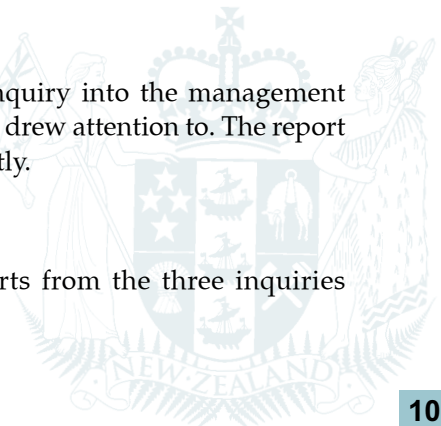 nquiry into the management
drew attention to. The report
tly.
rts from the three inquiries
NEW ZEALAND
10